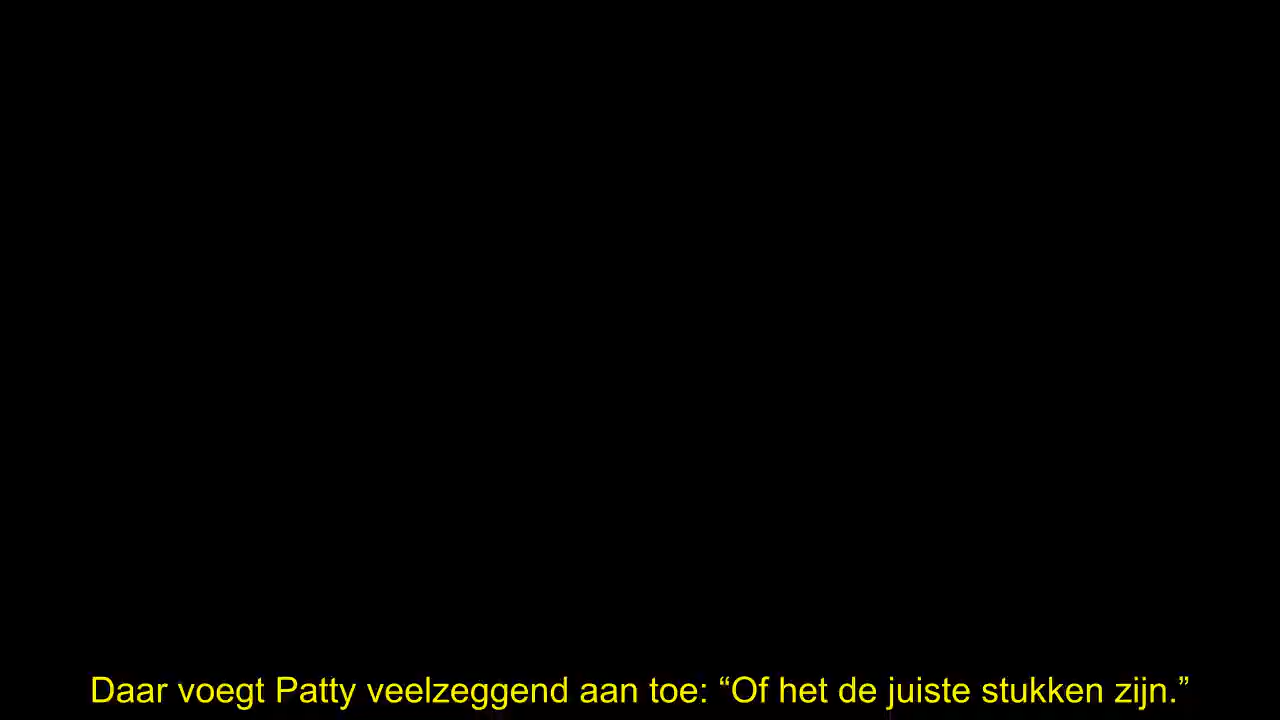 Daar voegt Patty veelzeggend aan toe: “Of het de juiste stukken zijn.”